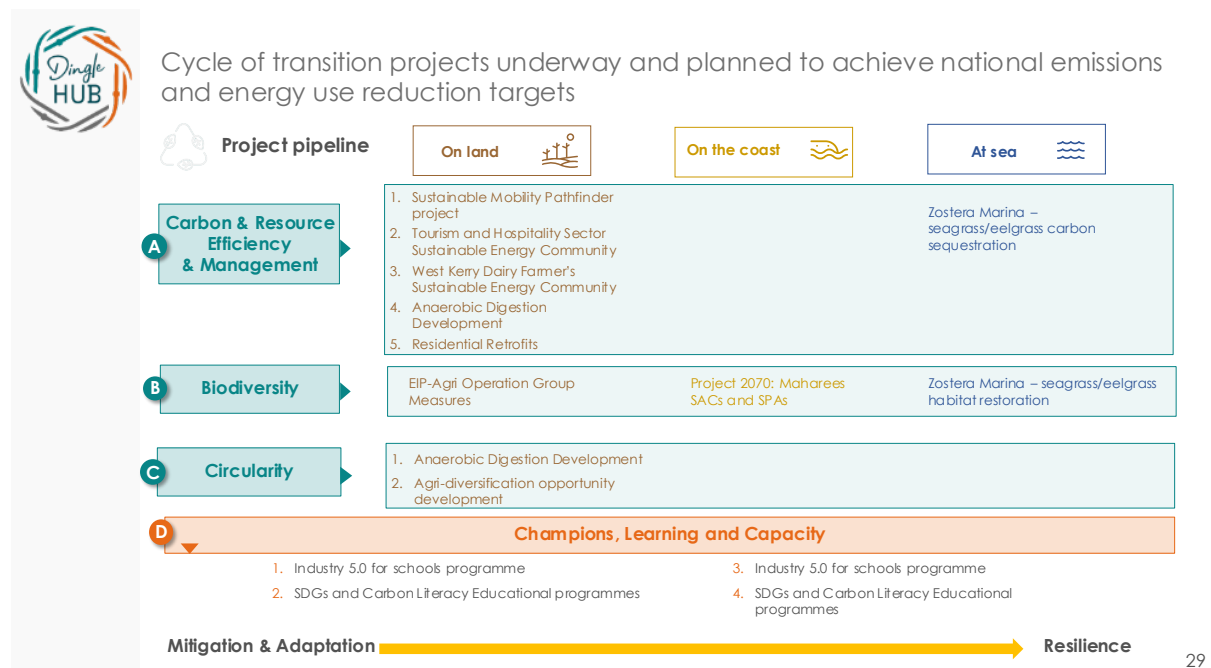 Dingle
HUB
Cycle of transition projects underway and planned to achieve national emissions
and energy use reduction targets
Project pipeline
On land
On the coast
At sea
A
Carbon & Resource
Efficiency
& Management
1. Sustainable Mobility Pathfinder
project
2. Tourism and Hospitality Sector
Sustainable Energy Community
3. West Kerry Dairy Farmer's
Sustainable Energy Community
4. Anaerobic Digestion
Development
5. Residential Retrofits
Zostera Marina –
seagrass/eelgrass carbon
sequestration
B
Biodiversity
EIP-Agri Operation Group
Measures
Project 2070: Maharees
SACs and SPAs
Zostera Marina – seagrass/eelgrass
habitat restoration
C
Circularity
1. Anaerobic Digestion Development
2. Agri-diversification opportunity
development
D
Champions, Learning and Capacity
1. Industry 5.0 for schools programme
2. SDGs and Carbon Literacy Educational programmes
3. Industry 5.0 for schools programme
4. SDGs and Carbon Literacy Educational
programmes
Mitigation & Adaptation
Resilience
29